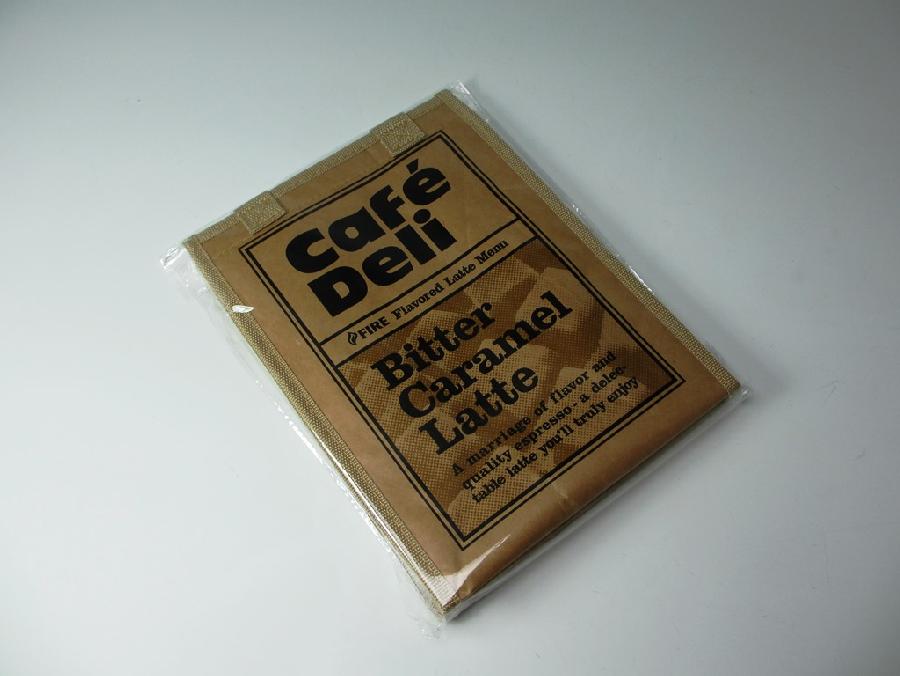 Café
Deli
FIRE Flavored Latte Menu
Bitter
Caramel
Latte
A marriage of flavor and
quality espresso-a delec-
table latte you'll truly enjoy